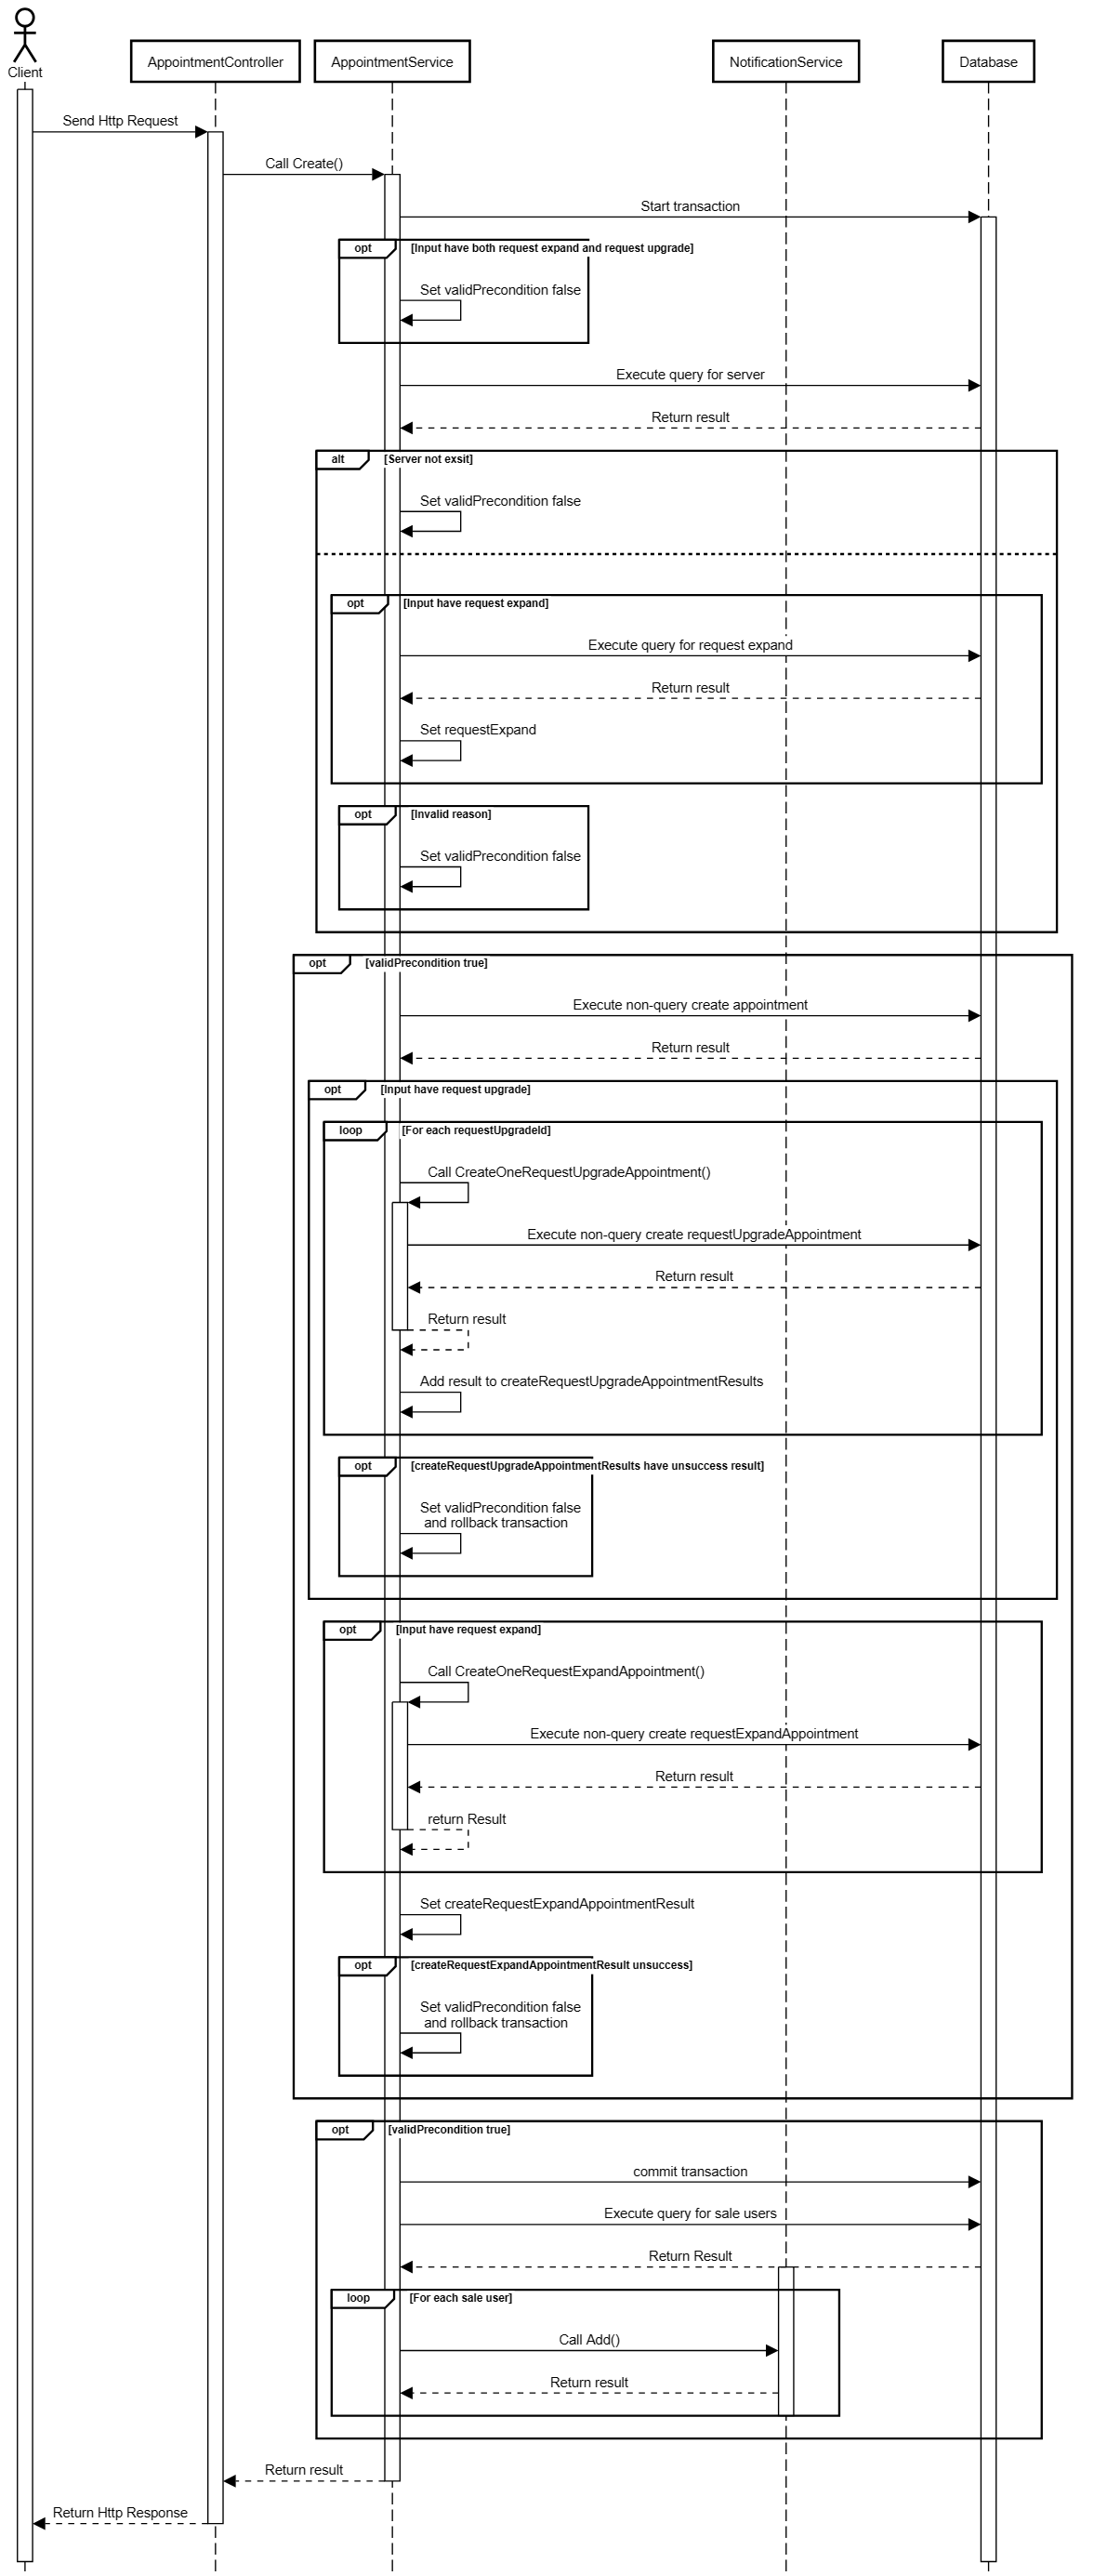 Client
AppointmentController
AppointmentService
NotificationService
Database
Send Http Request
Call Create()
Start transaction
opt
[Input have both request expand and request upgrade]
Set validPrecondition false
Execute query for server
Return result
alt
[Server not exsit]
Set validPrecondition false
opt
[Input have request expand]
Execute query for request expand
Return result
Set requestExpand
opt
[Invalid reason]
Set validPrecondition false
opt
[validPrecondition true]
Execute non-query create appointment
Return result
opt
[Input have request upgrade]
loop
[For each requestUpgradeId]
Call CreateOneRequestUpgradeAppointment()
Execute non-query create requestUpgradeAppointment
Return result
Return result
Add result to createRequestUpgradeAppointmentResults
opt
[createRequestUpgradeAppointmentResults have unsuccess result]
Set validPrecondition false
and rollback transaction
opt
[Input have request expand]
Call CreateOneRequestExpandAppointment()
Execute non-query create requestExpandAppointment
Return result
return Result
Set createRequestExpandAppointmentResult
opt
[createRequestExpandAppointmentResult unsuccess]
Set validPrecondition false
and rollback transaction
opt
[validPrecondition true]
commit transaction
Execute query for sale users
Return Result
loop
[For each sale user]
Call Add()
Return result
Return result
Return Http Response